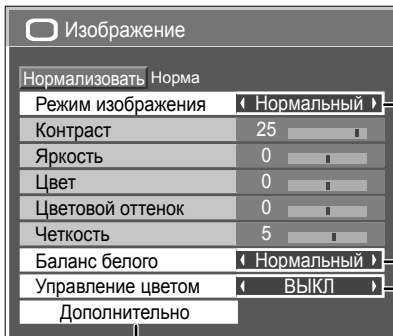 Изображение
Нормализовать Норма
Режим изображения Нормальный
Контраст 25
Яркость 0
Цвет 0
Цветовой оттенок 0
Четкость 5
Баланс белого Нормальный
Управление цветом ВЫКЛ
Дополнительно